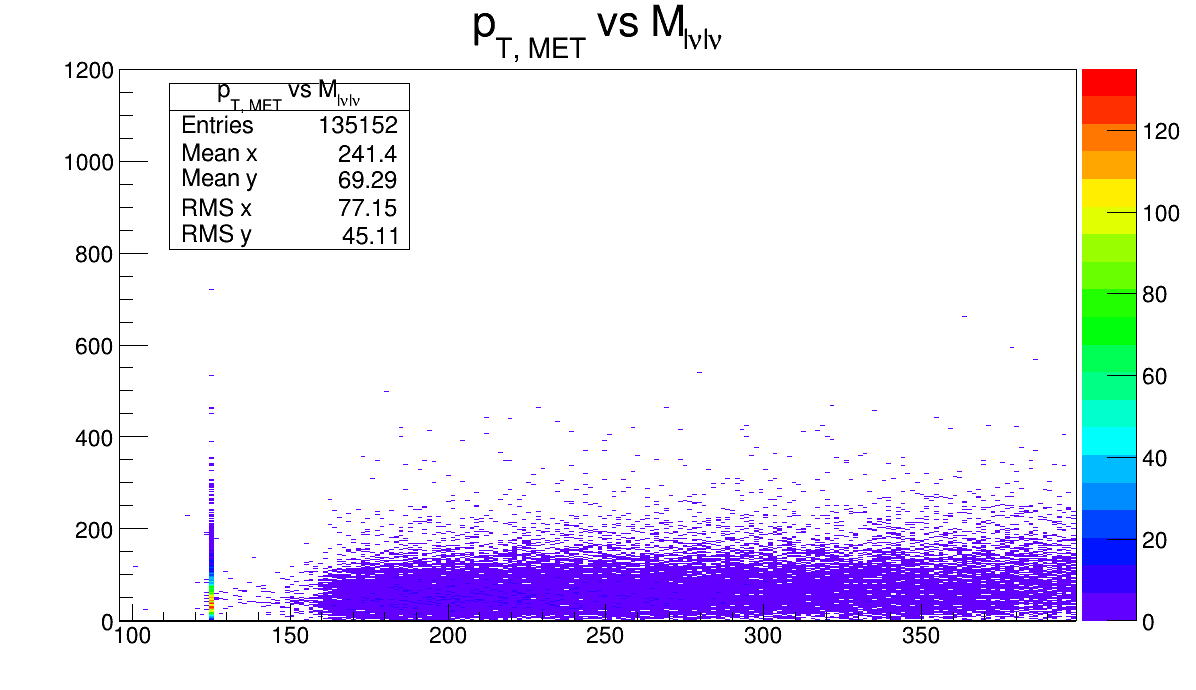 p_T, MET vs M_lνlν
p_T, MET vs M_lνlν
Entries 135152
Mean x 241.4
Mean y 69.29
RMS x 77.15
RMS y 45.11
1200
1000
800
600
400
200
0
100 150 200 250 300 350
120
100
80
60
40
20
0